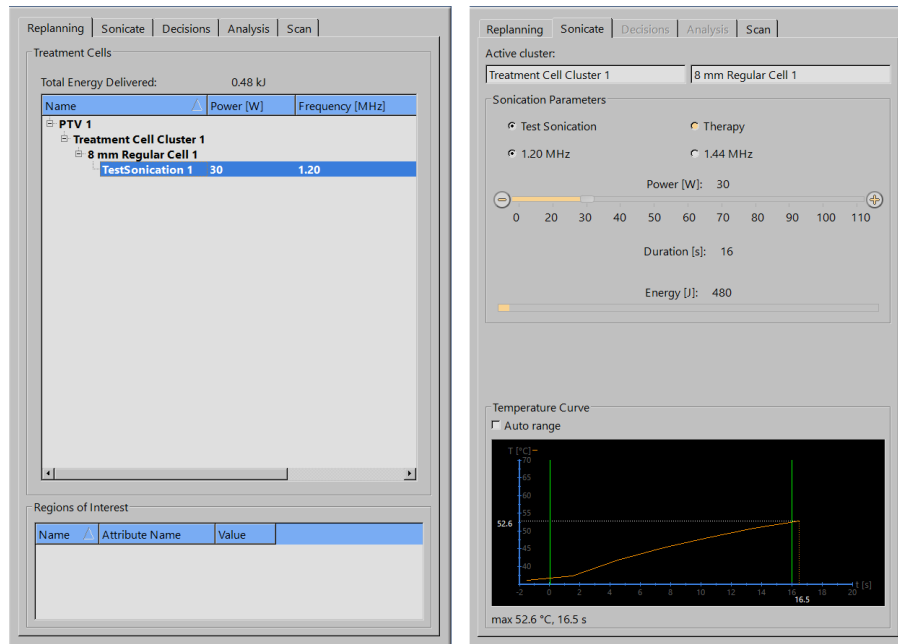 Replanning Sonicate Decisions Analysis Scan
Treatment Cells
Total Energy Delivered: 0.48 kJ
Name Power [W] Frequency [MHz]
PTV 1
Treatment Cell Cluster 1
8 mm Regular Cell 1
TestSonication 1 30 1.20
Regions of Interest
Name Attribute Name Value
Replanning Sonicate Decisions Analysis Scan
Active cluster:
Treatment Cell Cluster 1 8 mm Regular Cell 1
Sonication Parameters
Test Sonication Therapy
1.20 MHz 1.44 MHz
Power [W]: 30
0 20 30 40 50 60 70 80 90 100 110
Duration [s]: 16
Energy [J]: 480
Temperature Curve
Auto range
T [°C]
70
65
60
55
52.6
50
45
40
-2 0 2 4 6 8 10 12 14 16 18 20 t [s]
16.5
max 52.6 °C, 16.5 s